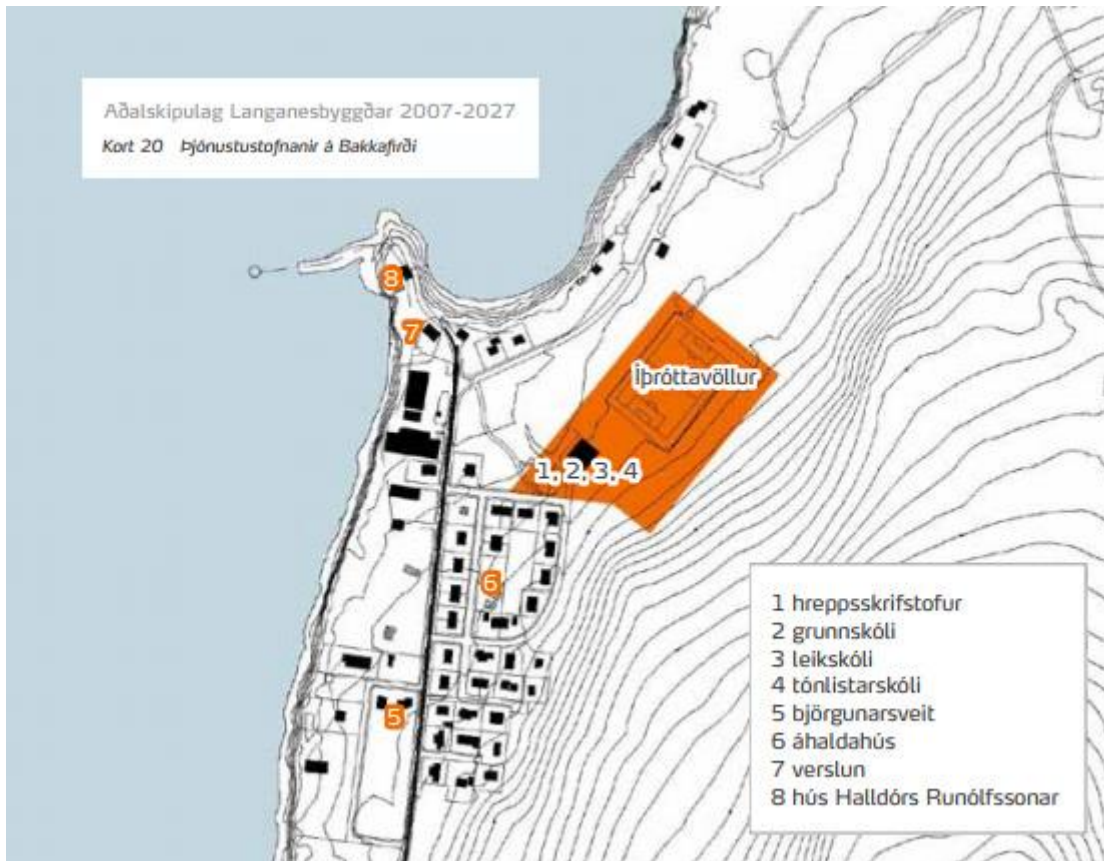 Aðalskipulag Langanesbyggðar 2007-2027
Kort 20 Þjónustustofnanir á Bakkafirði
8
7
Íþróttavöllur
1, 2, 3, 4
6
5
1 hreppsskrifstofur
2 grunnskóli
3 leikskóli
4 tónlistarskóli
5 björgunarsveit
6 áhaldahús
7 verslun
8 hús Halldórs Runólfssonar